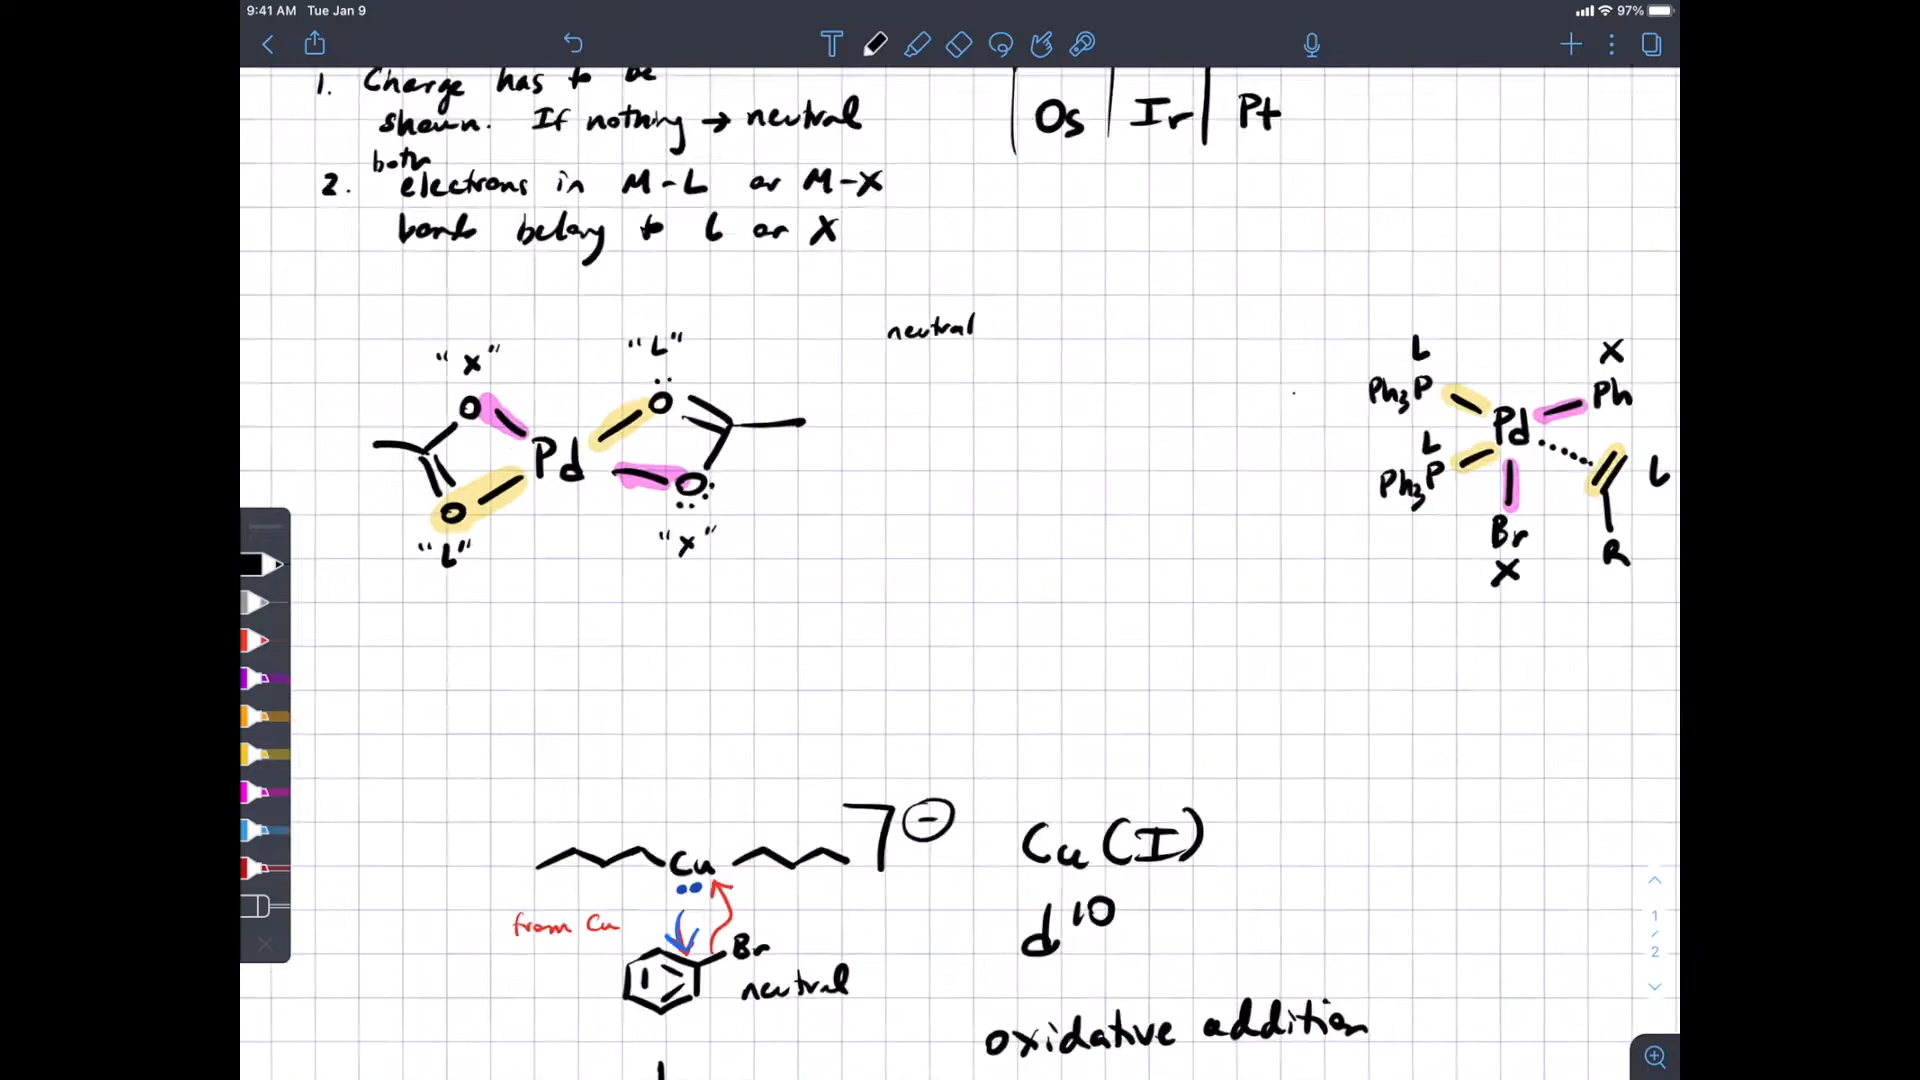 9:41 AM Tue Jan 9
97%
1. Charge has to be
shown. If nothing → neutral
both
2. electrons in M-L or M-X
bonds belong to L or X
Os | Ir | Pt
neutral
"X"
"L"
O
O
Pd
O
O
"L"
"X"
L
X
Ph₃P
Ph
Pd
L
Ph₃P
L
Br
R
X
Cu
⊖
Cu (I)
from Cu
Br
d¹⁰
neutral
oxidative addition
1
/
2